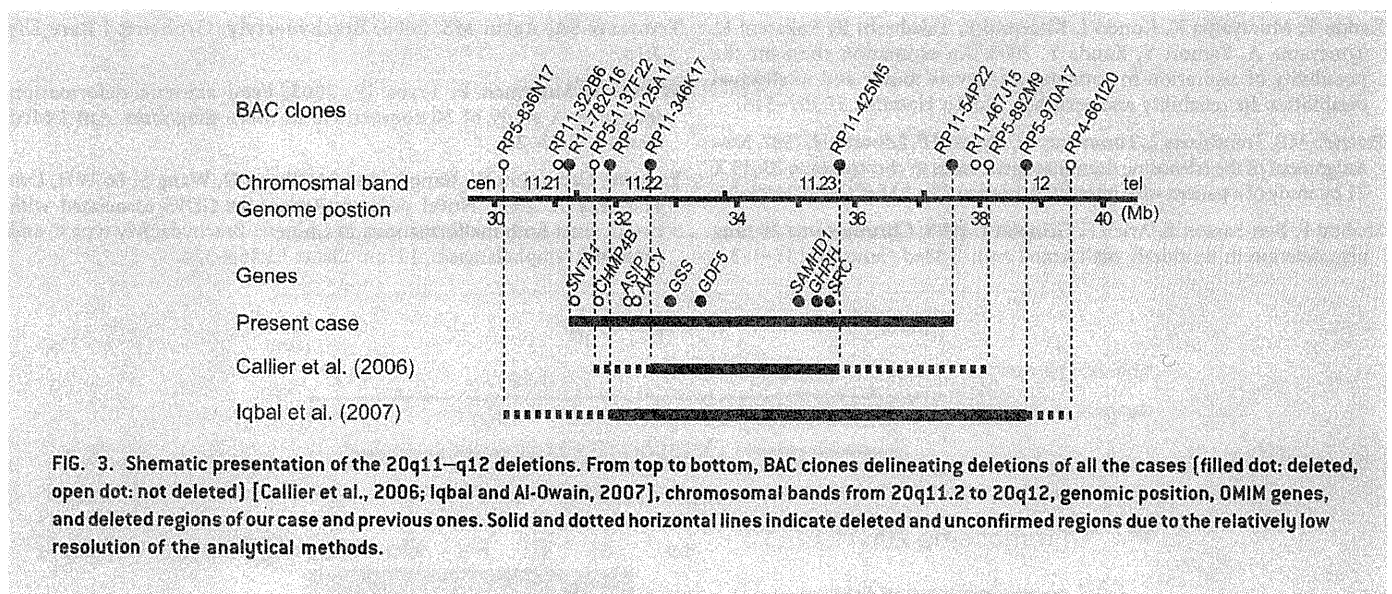 BAC clones
RP5-836N17
RP11-322B6
R11-782C16
RP5-1137F22
RP5-1125A11
RP11-346K17
RP11-425M5
RP11-54P22
R11-467J15
RP5-892M9
RP5-970A17
RP4-661I20
Chromosmal band cen 11.21 11.22 11.23 12 tel
Genome postion 30 32 34 36 38 40 (Mb)
Genes
SNTA1
CHMP4B
ASIP
AHCY
GSS
GDF5
SAMHD1
GHRH
SRC
Present case
Callier et al. (2006)
Iqbal et al. (2007)
FIG. 3. Shematic presentation of the 20q11–q12 deletions. From top to bottom, BAC clones delineating deletions of all the cases (filled dot: deleted,
open dot: not deleted) [Callier et al., 2006; Iqbal and Al-Owain, 2007], chromosomal bands from 20q11.2 to 20q12, genomic position, OMIM genes,
and deleted regions of our case and previous ones. Solid and dotted horizontal lines indicate deleted and unconfirmed regions due to the relatively low
resolution of the analytical methods.